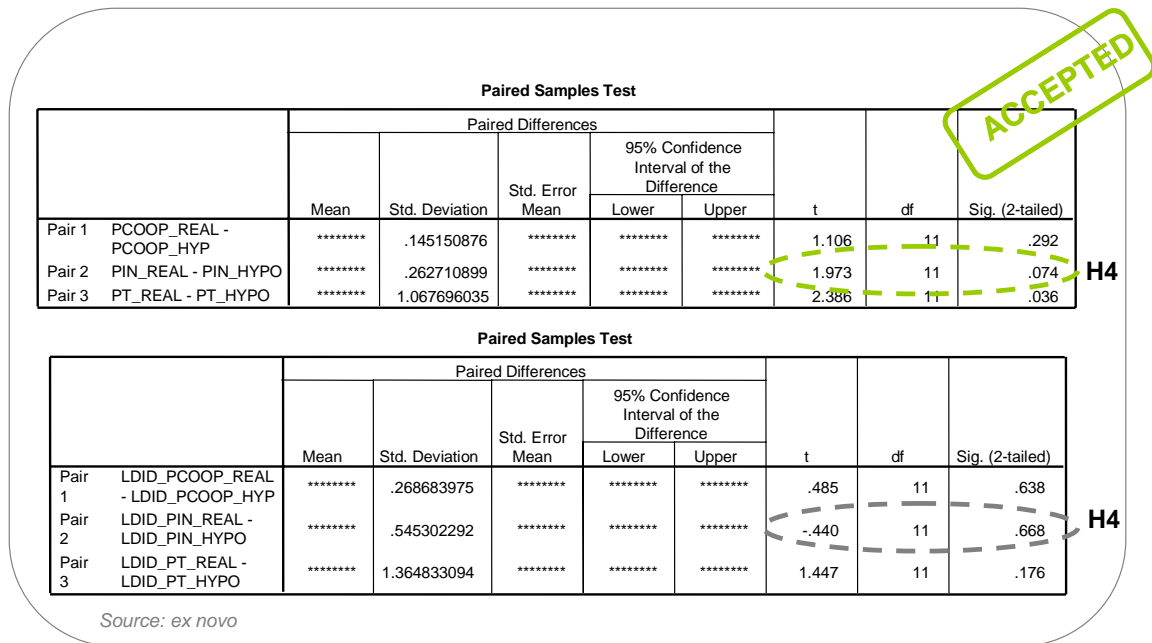 ACCEPTED
Paired Samples Test
Paired Differences
95% Confidence
Interval of the
Difference
Std. Error
Mean
Mean Std. Deviation Lower Upper t df Sig. (2-tailed)
Pair 1 PCOOP_REAL -
PCOOP_HYP ******** .145150876 ******** ******** ******** 1.106 11 .292
Pair 2 PIN_REAL - PIN_HYPO ******** .262710899 ******** ******** ******** 1.973 11 .074 H4
Pair 3 PT_REAL - PT_HYPO ******** 1.067696035 ******** ******** ******** 2.386 11 .036
Paired Samples Test
Paired Differences
95% Confidence
Interval of the
Difference
Std. Error
Mean
Mean Std. Deviation Lower Upper t df Sig. (2-tailed)
Pair LDID_PCOOP_REAL
1 - LDID_PCOOP_HYP ******** .268683975 ******** ******** ******** .485 11 .638
Pair LDID_PIN_REAL -
2 LDID_PIN_HYPO ******** .545302292 ******** ******** ******** -.440 11 .668 H4
Pair LDID_PT_REAL -
3 LDID_PT_HYPO ******** 1.364833094 ******** ******** ******** 1.447 11 .176
Source: ex novo